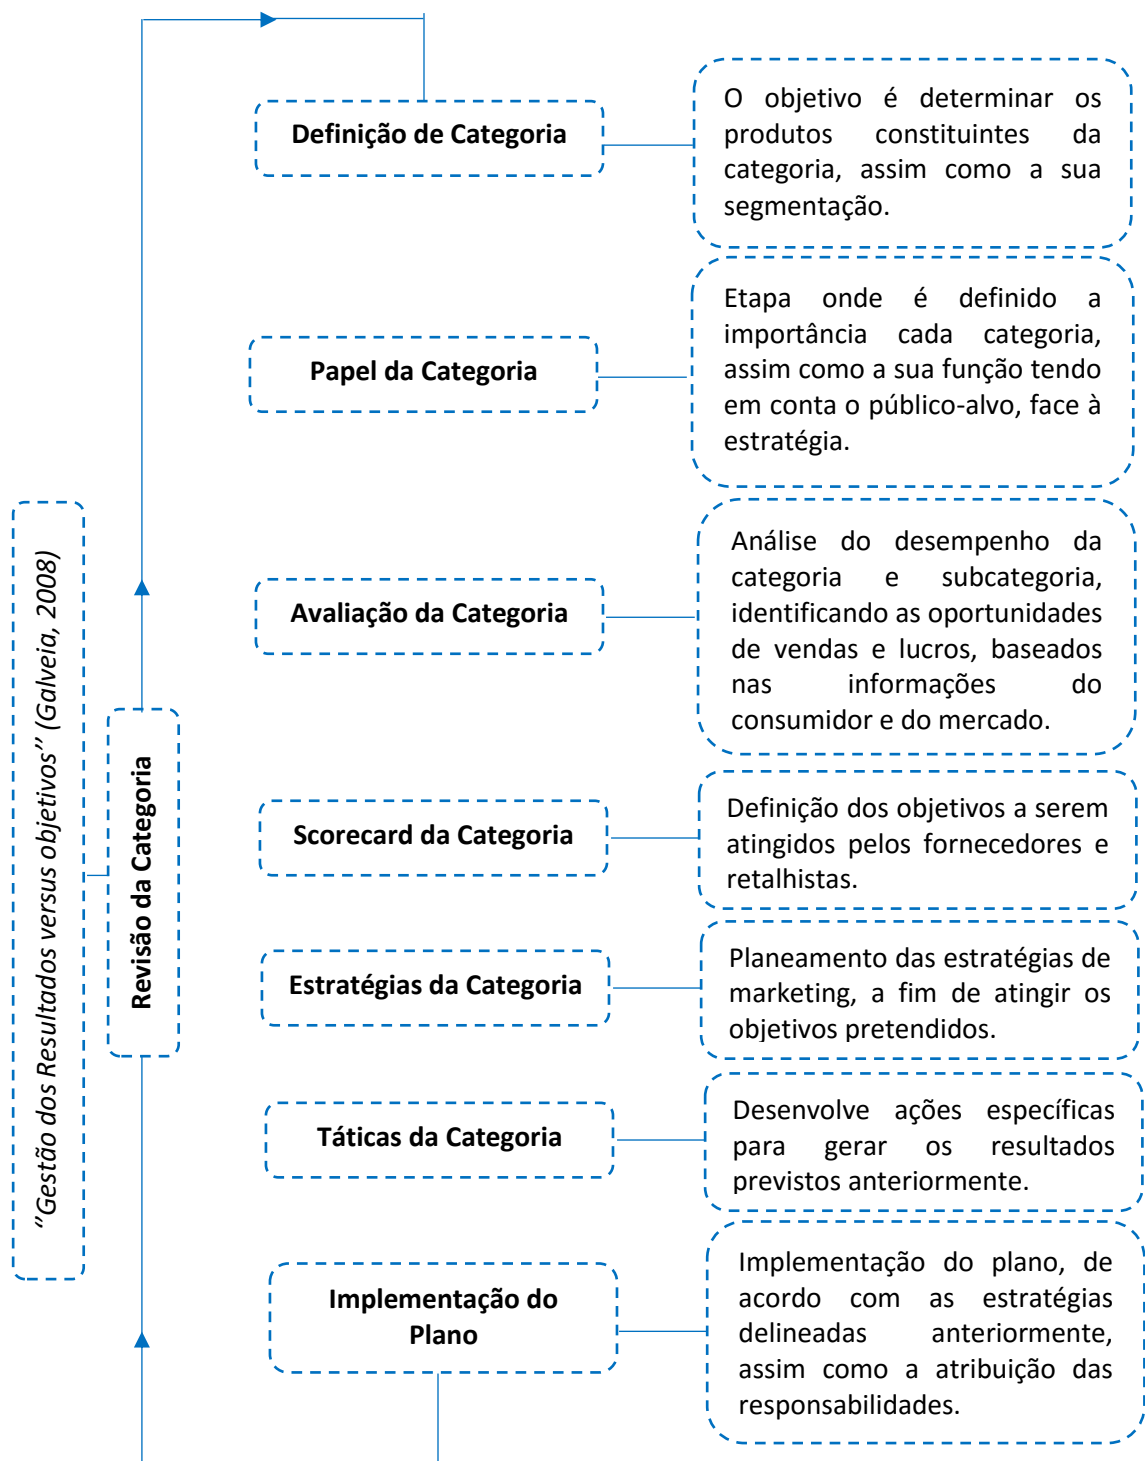 Definição de Categoria
O objetivo é determinar os
produtos constituintes da
categoria, assim como a sua
segmentação.
Papel da Categoria
Etapa onde é definido a
importância cada categoria,
assim como a sua função tendo
em conta o público-alvo, face à
estratégia.
Avaliação da Categoria
Análise do desempenho da
categoria e subcategoria,
identificando as oportunidades
de vendas e lucros, baseados
nas informações do
consumidor e do mercado.
Scorecard da Categoria
Definição dos objetivos a serem
atingidos pelos fornecedores e
retalhistas.
Estratégias da Categoria
Planeamento das estratégias de
marketing, a fim de atingir os
objetivos pretendidos.
Táticas da Categoria
Desenvolve ações específicas
para gerar os resultados
previstos anteriormente.
Implementação do
Plano
Implementação do plano, de
acordo com as estratégias
delineadas anteriormente,
assim como a atribuição das
responsabilidades.
Revisão da Categoria
‘’Gestão dos Resultados versus objetivos’’ (Galveia, 2008)